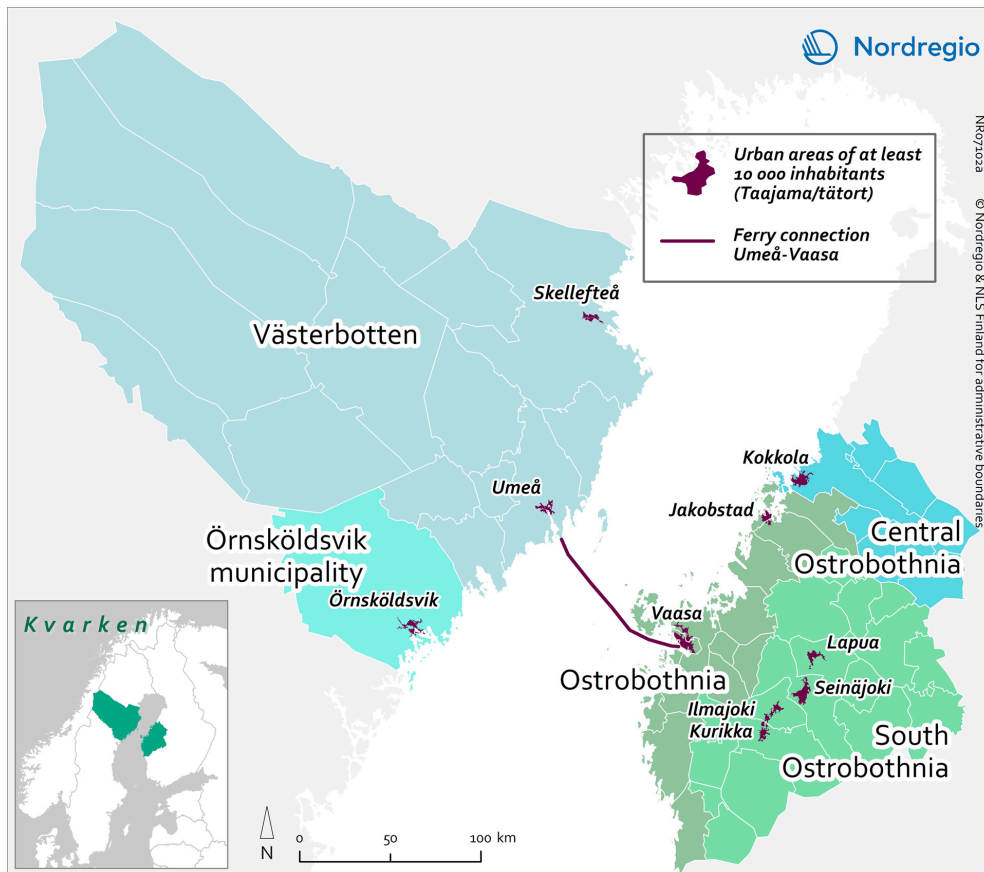 Nordregio
NR07102a © Nordregio & NLS Finland for administrative boundaries
Urban areas of at least
10 000 inhabitants
(Taajama/tätort)
Ferry connection
Umeå-Vaasa
Skellefteå
Västerbotten
Kokkola
Umeå
Jakobstad
Örnsköldsvik
municipality
Central
Ostrobothnia
Örnsköldsvik
Vaasa
Kvarken
Lapua
Ostrobothnia
Seinäjoki
Ilmajoki
Kurikka
South
Ostrobothnia
N
0 50 100 km